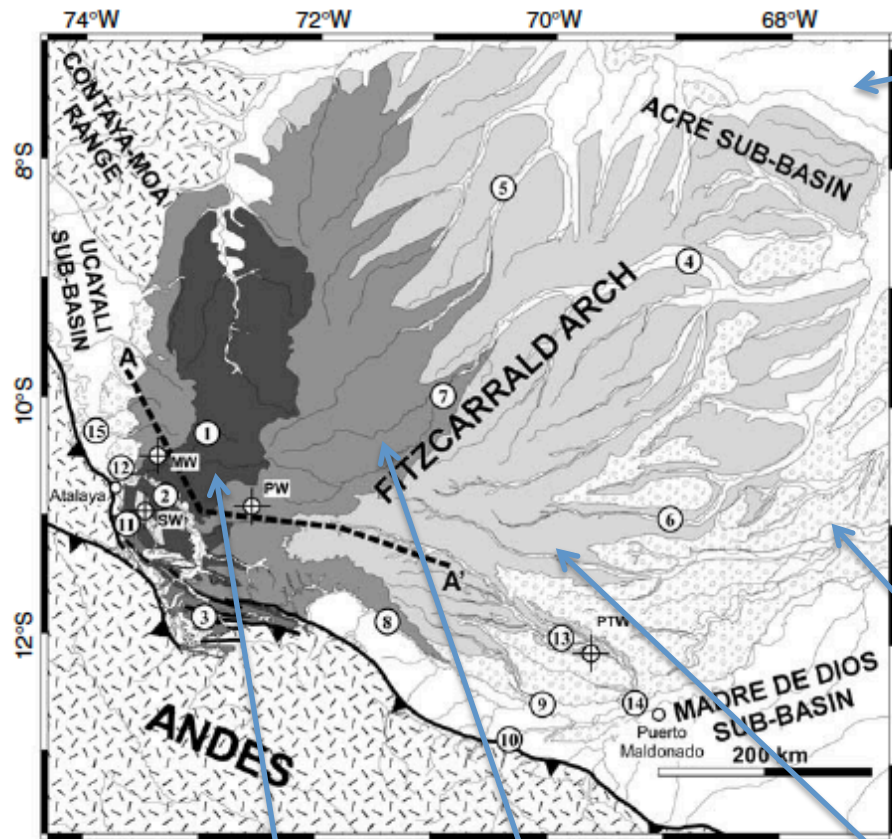 74°W 72°W 70°W 68°W
8°S
10°S
12°S
CONTAYA-MOA
RANGE
ACRE SUB-BASIN
UCAYALI
SUB-BASIN
FITZCARRALD ARCH
A
A'
5
4
7
1
15
MW
12
2
PW
Atalaya
11
SW
6
3
8
13
PTW
9
14
MADRE DE DIOS
SUB-BASIN
Puerto
Maldonado
10
200 km
ANDES